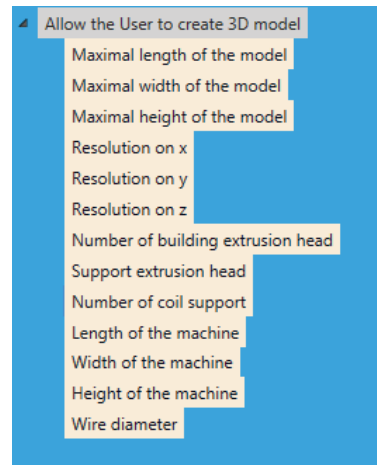 Allow the User to create 3D model
Maximal length of the model
Maximal width of the model
Maximal height of the model
Resolution on x
Resolution on y
Resolution on z
Number of building extrusion head
Support extrusion head
Number of coil support
Length of the machine
Width of the machine
Height of the machine
Wire diameter